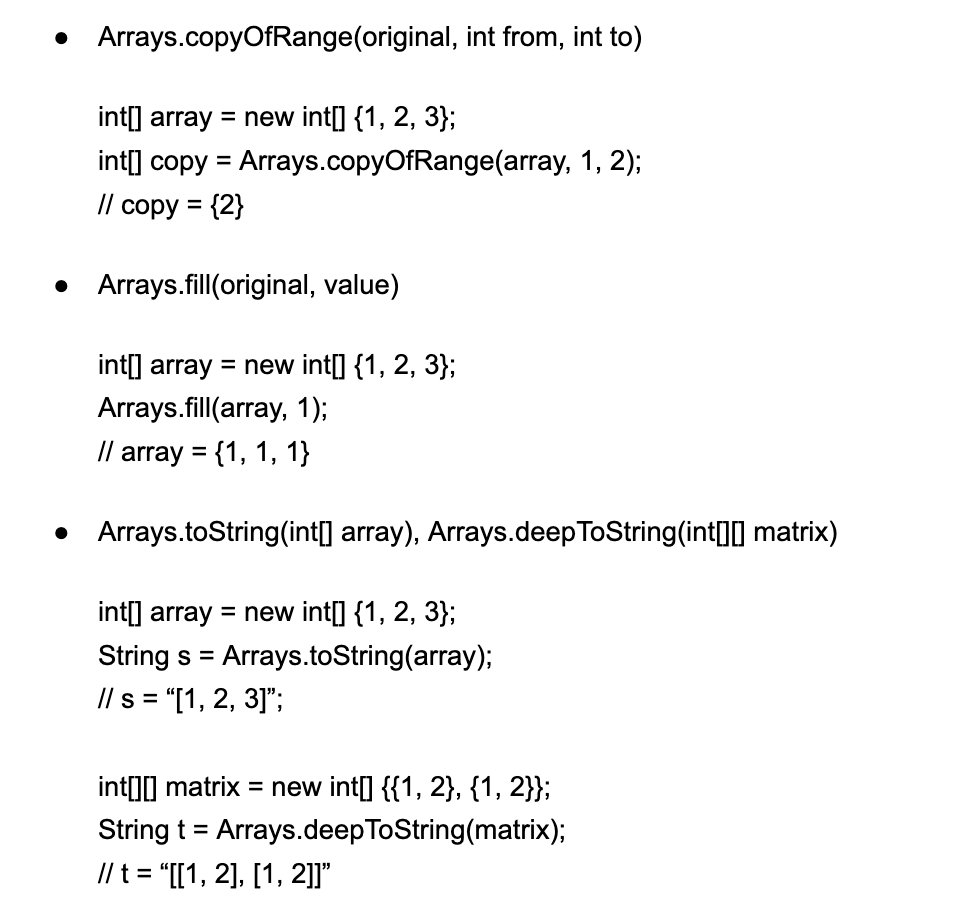 ● Arrays.copyOfRange(original, int from, int to)
int[] array = new int[] {1, 2, 3};
int[] copy = Arrays.copyOfRange(array, 1, 2);
// copy = {2}
● Arrays.fill(original, value)
int[] array = new int[] {1, 2, 3};
Arrays.fill(array, 1);
// array = {1, 1, 1}
● Arrays.toString(int[] array), Arrays.deepToString(int[][] matrix)
int[] array = new int[] {1, 2, 3};
String s = Arrays.toString(array);
// s = “[1, 2, 3]”;
int[][] matrix = new int[] {{1, 2}, {1, 2}};
String t = Arrays.deepToString(matrix);
// t = “[[1, 2], [1, 2]]”